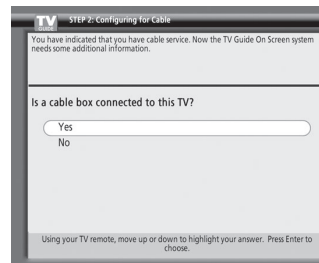 TV GUIDE STEP 2: Configuring for Cable
You have indicated that you have cable service. Now the TV Guide On Screen system
needs some additional information.
Is a cable box connected to this TV?
Yes
No
Using your TV remote, move up or down to highlight your answer. Press Enter to
choose.